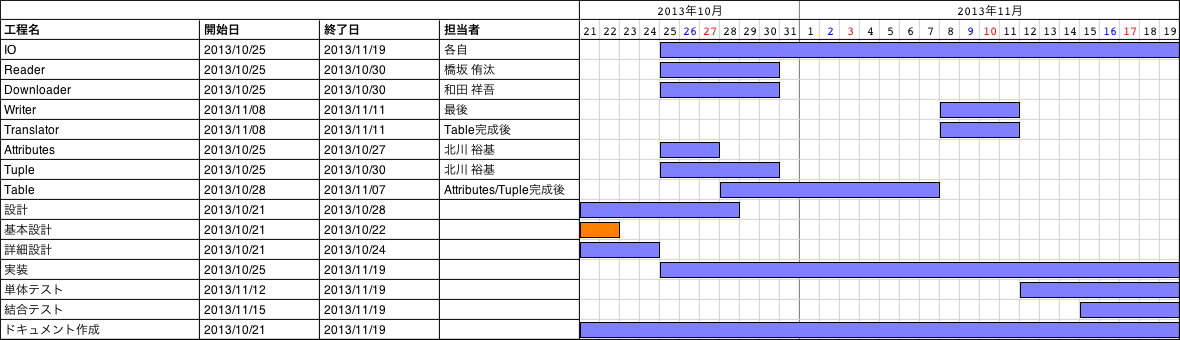 2013年10月 2013年11月
工程名 開始日 終了日 担当者 21 22 23 24 25 26 27 28 29 30 31 1 2 3 4 5 6 7 8 9 10 11 12 13 14 15 16 17 18 19
IO 2013/10/25 2013/11/19 各自
Reader 2013/10/25 2013/10/30 橋坂 侑汰
Downloader 2013/10/25 2013/10/30 和田 祥吾
Writer 2013/11/08 2013/11/11 最後
Translator 2013/11/08 2013/11/11 Table完成後
Attributes 2013/10/25 2013/10/27 北川 裕基
Tuple 2013/10/25 2013/10/30 北川 裕基
Table 2013/10/28 2013/11/07 Attributes/Tuple完成後
設計 2013/10/21 2013/10/28
基本設計 2013/10/21 2013/10/22
詳細設計 2013/10/21 2013/10/24
実装 2013/10/25 2013/11/19
単体テスト 2013/11/12 2013/11/19
結合テスト 2013/11/15 2013/11/19
ドキュメント作成 2013/10/21 2013/11/19